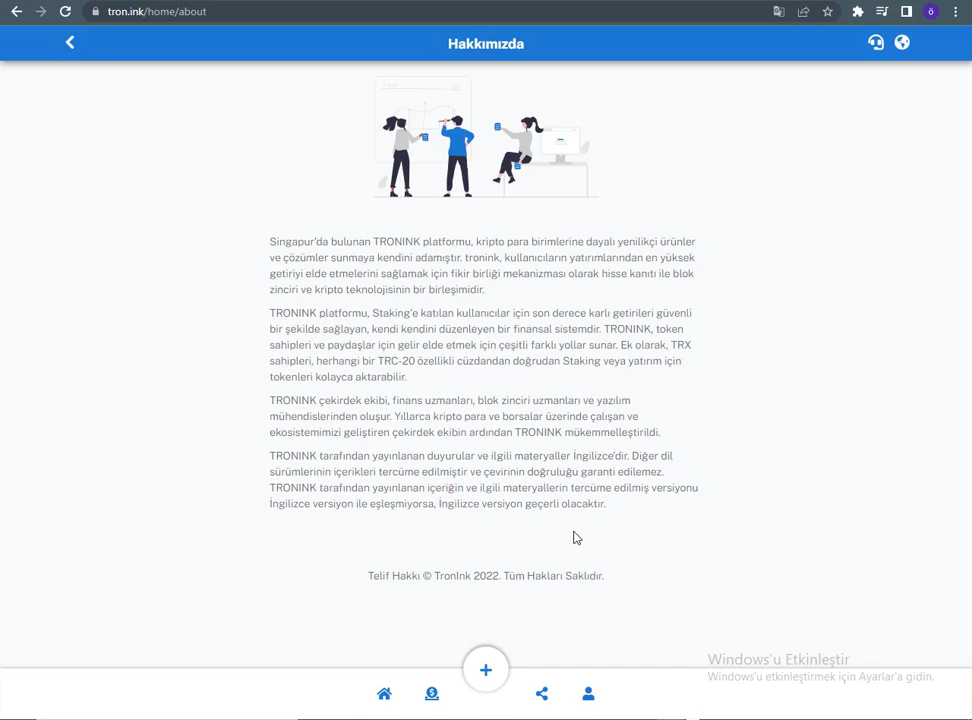 tron.ink/home/about
ö
Hakkımızda
Singapur'da bulunan TRONINK platformu, kripto para birimlerine dayalı yenilikçi ürünler
ve çözümler sunmaya kendini adamıştır. tronink, kullanıcıların yatırımlarından en yüksek
getiriyi elde etmelerini sağlamak için fikir birliği mekanizması olarak hisse kanıtı ile blok
zinciri ve kripto teknolojisinin bir birleşimidir.
TRONINK platformu, Staking'e katılan kullanıcılar için son derece karlı getirileri güvenli
bir şekilde sağlayan, kendi kendini düzenleyen bir finansal sistemdir. TRONINK, token
sahipleri ve paydaşlar için gelir elde etmek için çeşitli farklı yollar sunar. Ek olarak, TRX
sahipleri, herhangi bir TRC-20 özellikli cüzdandan doğrudan Staking veya yatırım için
tokenleri kolayca aktarabilir.
TRONINK çekirdek ekibi, finans uzmanları, blok zinciri uzmanları ve yazılım
mühendislerinden oluşur. Yıllarca kripto para ve borsalar üzerinde çalışan ve
ekosistemimizi geliştiren çekirdek ekibin ardından TRONINK mükemmelleştirildi.
TRONINK tarafından yayınlanan duyurular ve ilgili materyaller İngilizce'dir. Diğer dil
sürümlerinin içerikleri tercüme edilmiştir ve çevirinin doğruluğu garanti edilemez.
TRONINK tarafından yayınlanan içeriğin ve ilgili materyallerin tercüme edilmiş versiyonu
İngilizce versiyon ile eşleşmiyorsa, İngilizce versiyon geçerli olacaktır.
Telif Hakkı © TronInk 2022. Tüm Hakları Saklıdır.
Windows'u Etkinleştir
Windows'u etkinleştirmek için Ayarlar'a gidin.